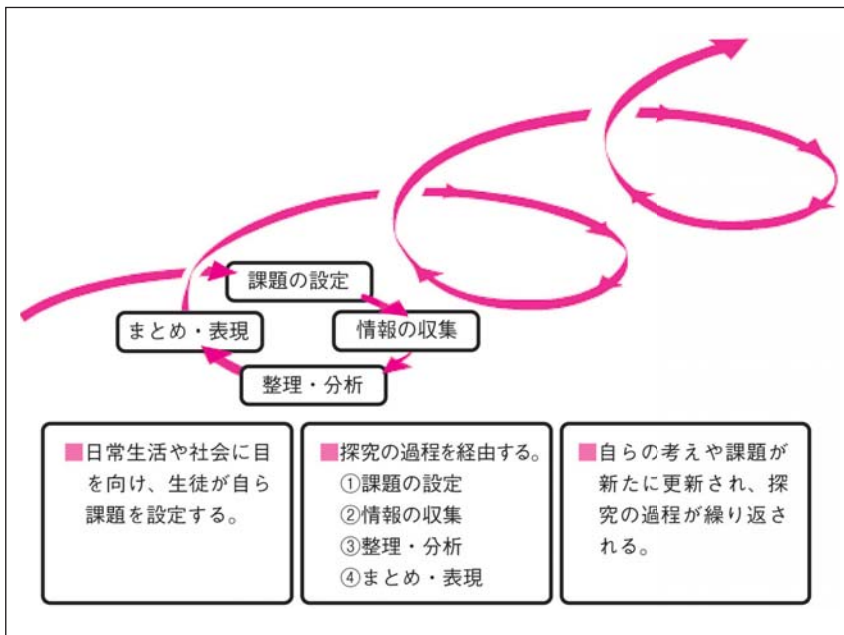 課題の設定
まとめ・表現
情報の収集
整理・分析
■日常生活や社会に目
を向け、生徒が自ら
課題を設定する。
■探究の過程を経由する。
①課題の設定
②情報の収集
③整理・分析
④まとめ・表現
■自らの考えや課題が
新たに更新され、探
究の過程が繰り返さ
れる。